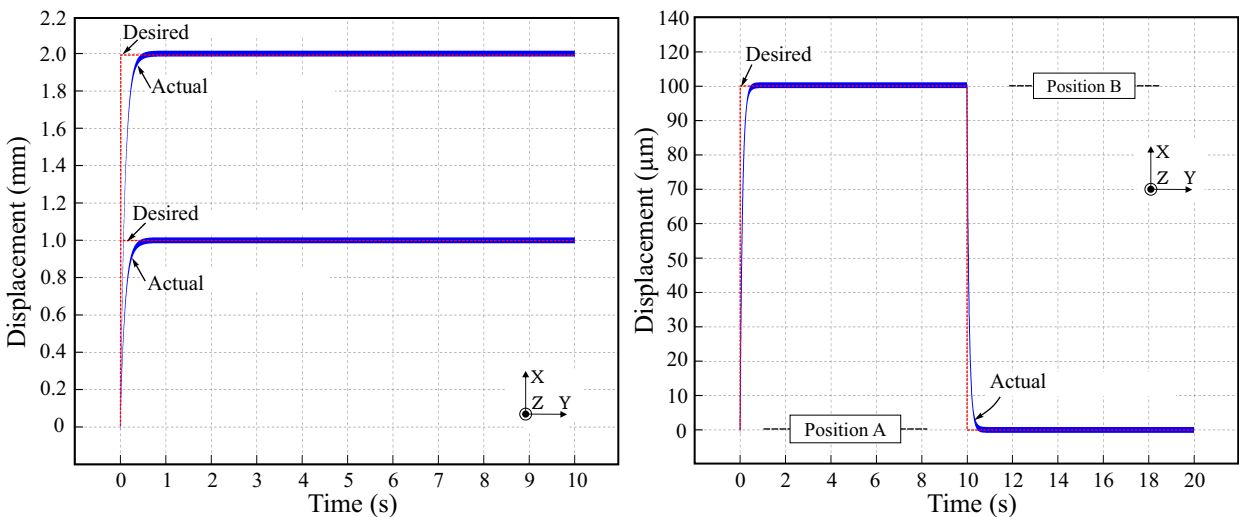 2.2
2.0
1.8
1.6
1.4
1.2
1.0
0.8
0.6
0.4
0.2
0
Displacement (mm)
Desired
Actual
Desired
Actual
X
Z Y
0 1 2 3 4 5 6 7 8 9 10
Time (s)
140
100
120
100
90
80
70
60
50
40
30
20
10
0
-10
Displacement (μm)
Desired
Position B
X
Z Y
Actual
Position A
0 2 4 6 8 10 12 14 16 18 20
Time (s)